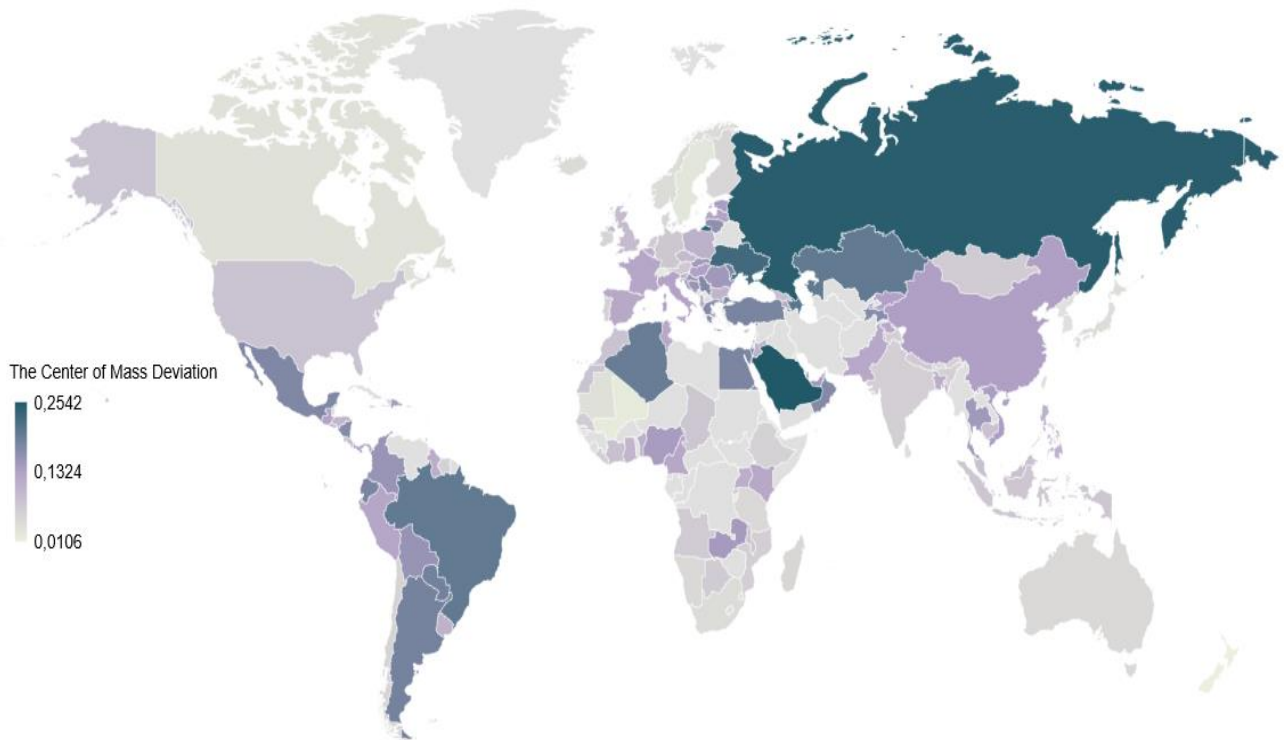 The Center of Mass Deviation
0,2542
0,1324
0,0106